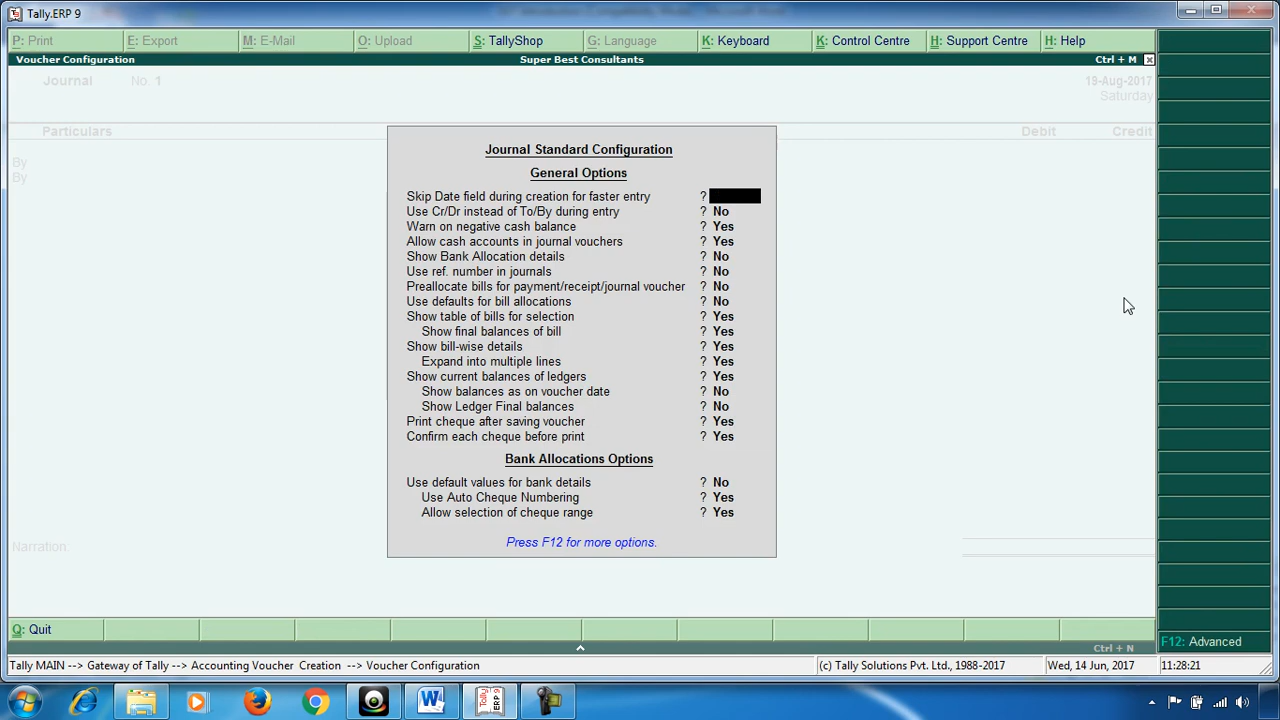 Tally.ERP 9
P: Print E: Export M: E-Mail O: Upload S: TallyShop G: Language K: Keyboard K: Control Centre H: Support Centre H: Help
Voucher Configuration Super Best Consultants Ctrl + M
Journal No. 1 19-Aug-2017
Saturday
Particulars Debit Credit
By
By
Journal Standard Configuration
General Options
Skip Date field during creation for faster entry ?
Use Cr/Dr instead of To/By during entry ? No
Warn on negative cash balance ? Yes
Allow cash accounts in journal vouchers ? Yes
Show Bank Allocation details ? No
Use ref. number in journals ? No
Preallocate bills for payment/receipt/journal voucher ? No
Use defaults for bill allocations ? No
Show table of bills for selection ? Yes
Show final balances of bill ? Yes
Show bill-wise details ? Yes
Expand into multiple lines ? Yes
Show current balances of ledgers ? Yes
Show balances as on voucher date ? No
Show Ledger Final balances ? No
Print cheque after saving voucher ? Yes
Confirm each cheque before print ? Yes
Bank Allocations Options
Use default values for bank details ? No
Use Auto Cheque Numbering ? Yes
Allow selection of cheque range ? Yes
Press F12 for more options.
Narration:
Q: Quit
F12: Advanced
Ctrl + N
Tally MAIN --> Gateway of Tally --> Accounting Voucher Creation --> Voucher Configuration (c) Tally Solutions Pvt. Ltd., 1988-2017 Wed, 14 Jun, 2017 11:28:21
Tally ERP 9